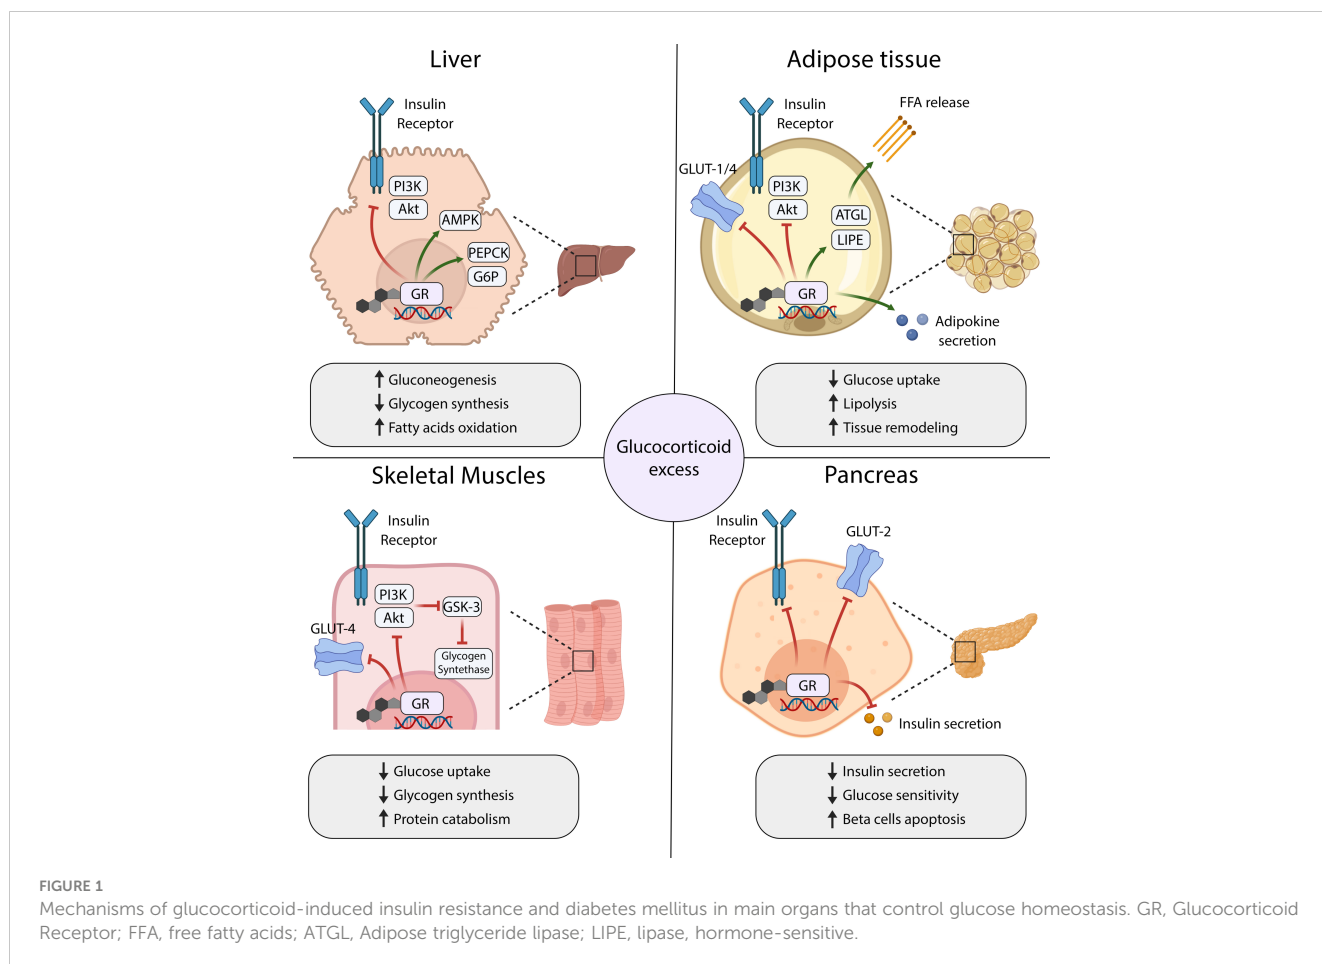 Liver
Insulin
Receptor
PI3K
Akt
AMPK
PEPCK
G6P
GR
Gluconeogenesis
Glycogen synthesis
Fatty acids oxidation
Adipose tissue
Insulin
Receptor
FFA release
GLUT-1/4
PI3K
Akt
ATGL
LIPE
GR
Adipokine
secretion
Glucose uptake
Lipolysis
Tissue remodeling
Glucocorticoid
excess
Skeletal Muscles
Insulin
Receptor
PI3K
Akt
GSK-3
GLUT-4
Glycogen
Syntethase
GR
Glucose uptake
Glycogen synthesis
Protein catabolism
Pancreas
Insulin
Receptor
GLUT-2
GR
Insulin secretion
Insulin secretion
Glucose sensitivity
Beta cells apoptosis
FIGURE 1
Mechanisms of glucocorticoid-induced insulin resistance and diabetes mellitus in main organs that control glucose homeostasis. GR, Glucocorticoid
Receptor; FFA, free fatty acids; ATGL, Adipose triglyceride lipase; LIPE, lipase, hormone-sensitive.